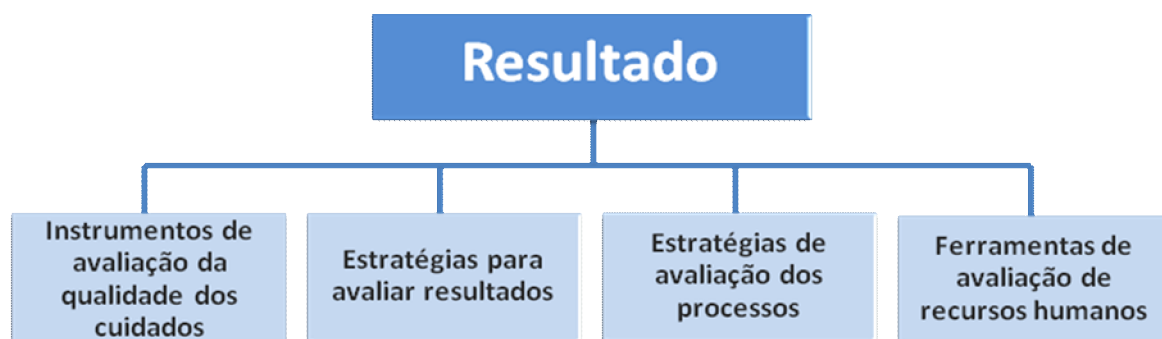 Resultado
Instrumentos de
avaliação da
qualidade dos
cuidados
Estratégias para
avaliar resultados
Estratégias de
avaliação dos
processos
Ferramentas de
avaliação de
recursos humanos